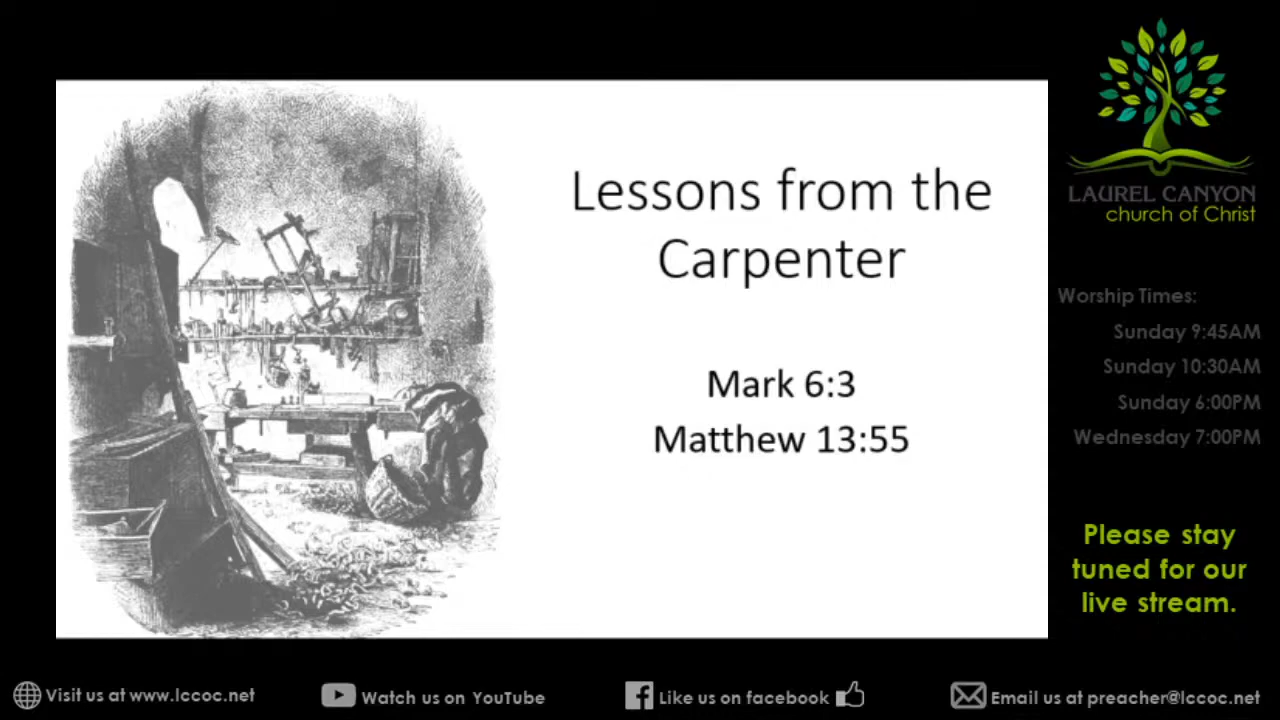 Lessons from the
Carpenter
Mark 6:3
Matthew 13:55
LAUREL CANYON
church of Christ
Worship Times:
Sunday 9:45AM
Sunday 10:30AM
Sunday 6:00PM
Wednesday 7:00PM
Please stay
tuned for our
live stream.
Visit us at www.lccoc.net
Watch us on YouTube
Like us on facebook
Email us at preacher@lccoc.net